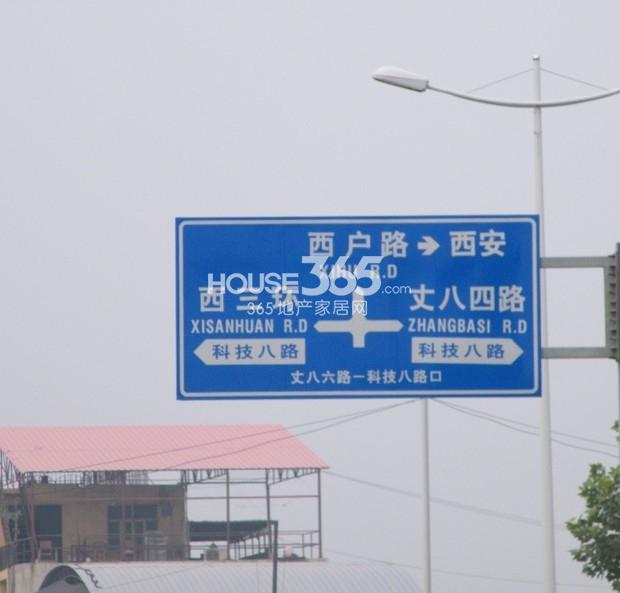 西户路 西安
XIHU R.D
HOUSE365.com
365地产家居网
西三环 丈八四路
XISANHUAN R.D ZHANGBASI R.D
科技八路 科技八路
丈八六路一科技八路口